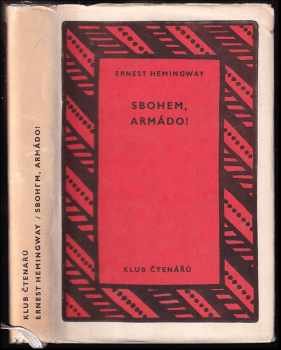 ERNEST HEMINGWAY
SBOHEM,
ARMÁDO!
KLUB ČTENÁŘŮ
KLUB ČTENÁŘŮ
ERNEST HEMINGWAY / SBOHEM, ARMÁDO!